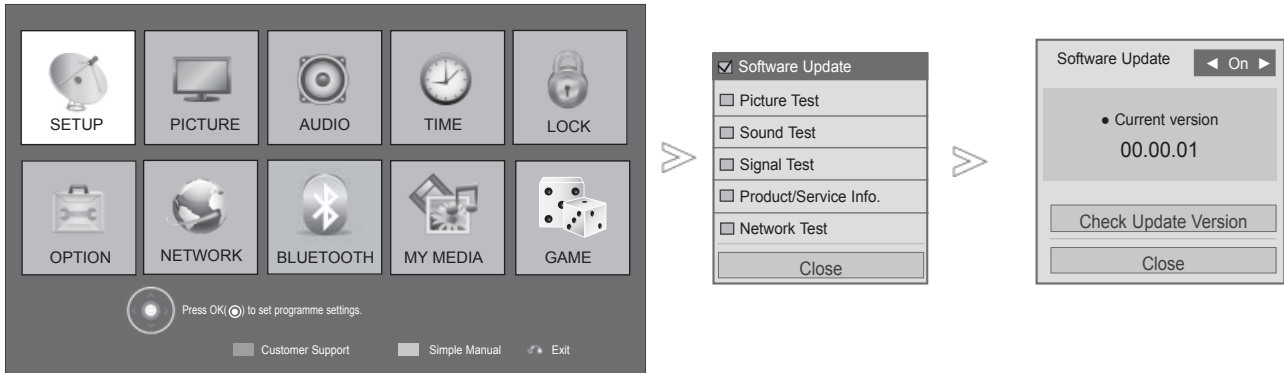 SETUP
PICTURE
AUDIO
TIME
LOCK
OPTION
NETWORK
BLUETOOTH
MY MEDIA
GAME
Press OK(◉) to set programme settings.
Customer Support
Simple Manual
Exit
Software Update
Picture Test
Sound Test
Signal Test
Product/Service Info.
Network Test
Close
Software Update ◄ On ►
● Current version
00.00.01
Check Update Version
Close